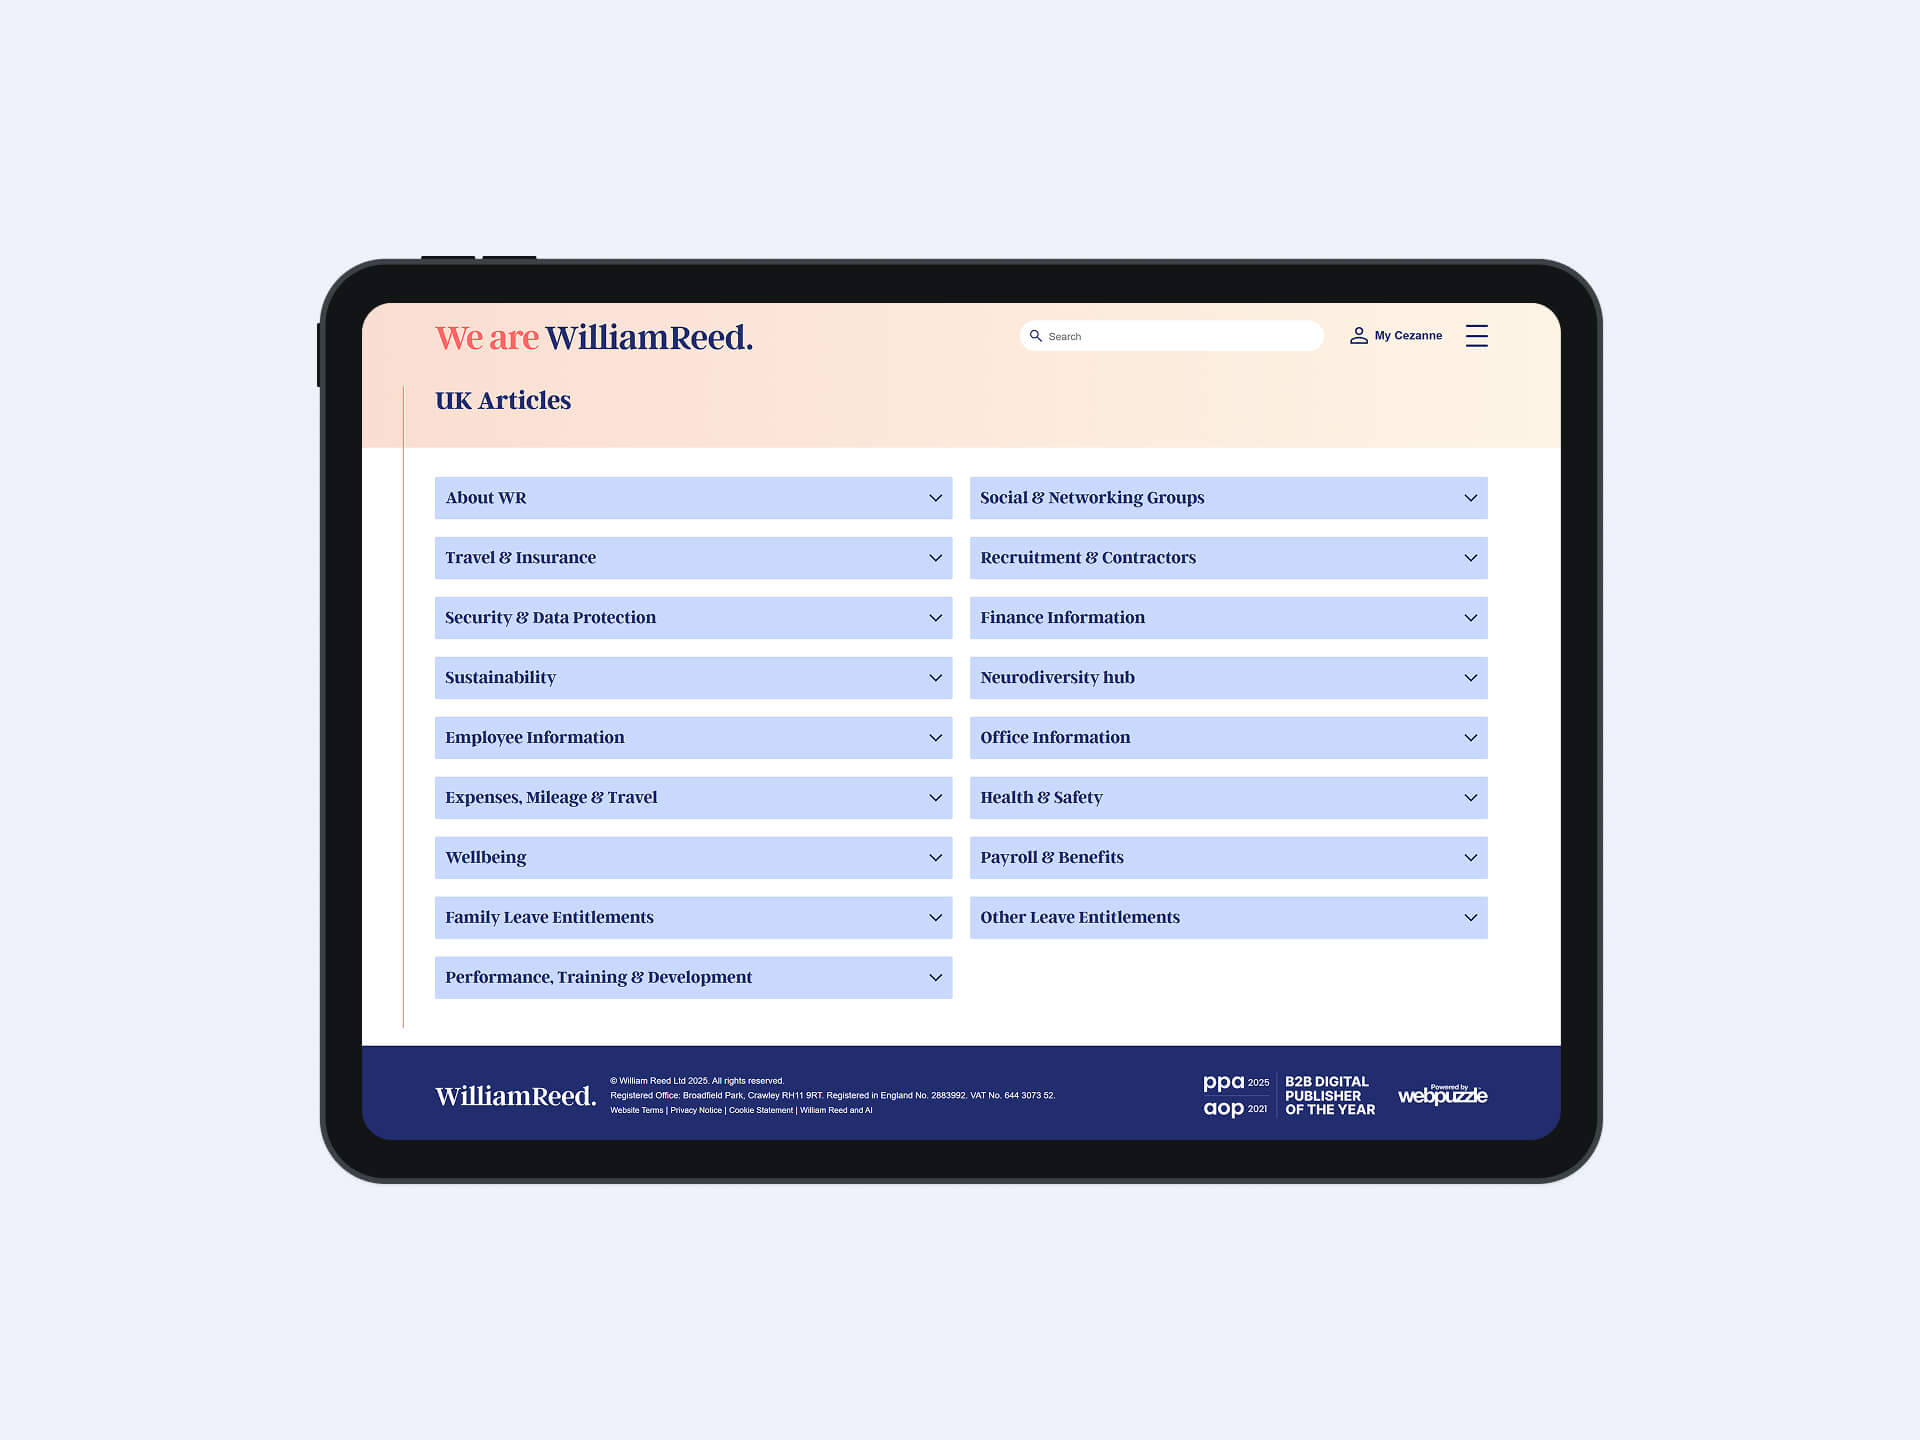 We are WilliamReed.
Search
My Cezanne
UK Articles
About WR
Social & Networking Groups
Travel & Insurance
Recruitment & Contractors
Security & Data Protection
Finance Information
Sustainability
Neurodiversity hub
Employee Information
Office Information
Expenses, Mileage & Travel
Health & Safety
Wellbeing
Payroll & Benefits
Family Leave Entitlements
Other Leave Entitlements
Performance, Training & Development
WilliamReed.
© William Reed Ltd 2025. All rights reserved.
Registered Office: Broadfield Park, Crawley RH11 9RT. Registered in England No. 2883992. VAT No. 644 3073 52.
Website Terms | Privacy Notice | Cookie Statement | William Reed and AI
ppa 2025
aop 2021
B2B DIGITAL
PUBLISHER
OF THE YEAR
Powered by
webpuzzle